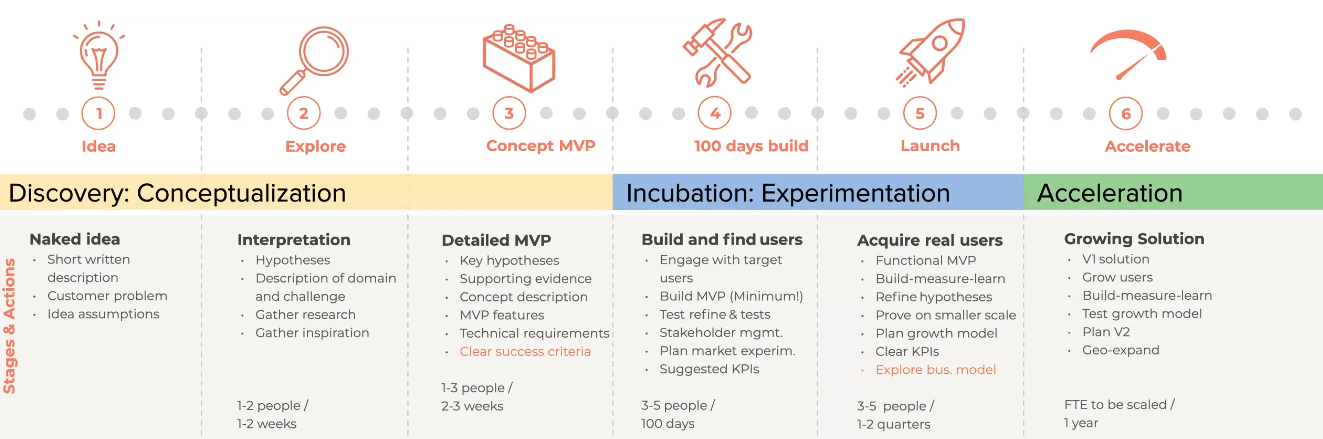 1
2
3
4
5
6
Idea
Explore
Concept MVP
100 days build
Launch
Accelerate
Discovery: Conceptualization
Incubation: Experimentation
Acceleration
Stages & Actions
Naked idea
• Short written
description
• Customer problem
• Idea assumptions
Interpretation
• Hypotheses
• Description of domain
and challenge
• Gather research
• Gather inspiration
1-2 people /
1-2 weeks
Detailed MVP
• Key hypotheses
• Supporting evidence
• Concept description
• MVP features
• Technical requirements
• Clear success criteria
1-3 people /
2-3 weeks
Build and find users
• Engage with target
users
• Build MVP (Minimum!)
• Test refine & tests
• Stakeholder mgmt.
• Plan market experim.
• Suggested KPIs
3-5 people /
100 days
Acquire real users
• Functional MVP
• Build-measure-learn
• Refine hypotheses
• Prove on smaller scale
• Plan growth model
• Clear KPIs
• Explore bus. model
3-5 people /
1-2 quarters
Growing Solution
• V1 solution
• Grow users
• Build-measure-learn
• Test growth model
• Plan V2
• Geo-expand
FTE to be scaled /
1 year